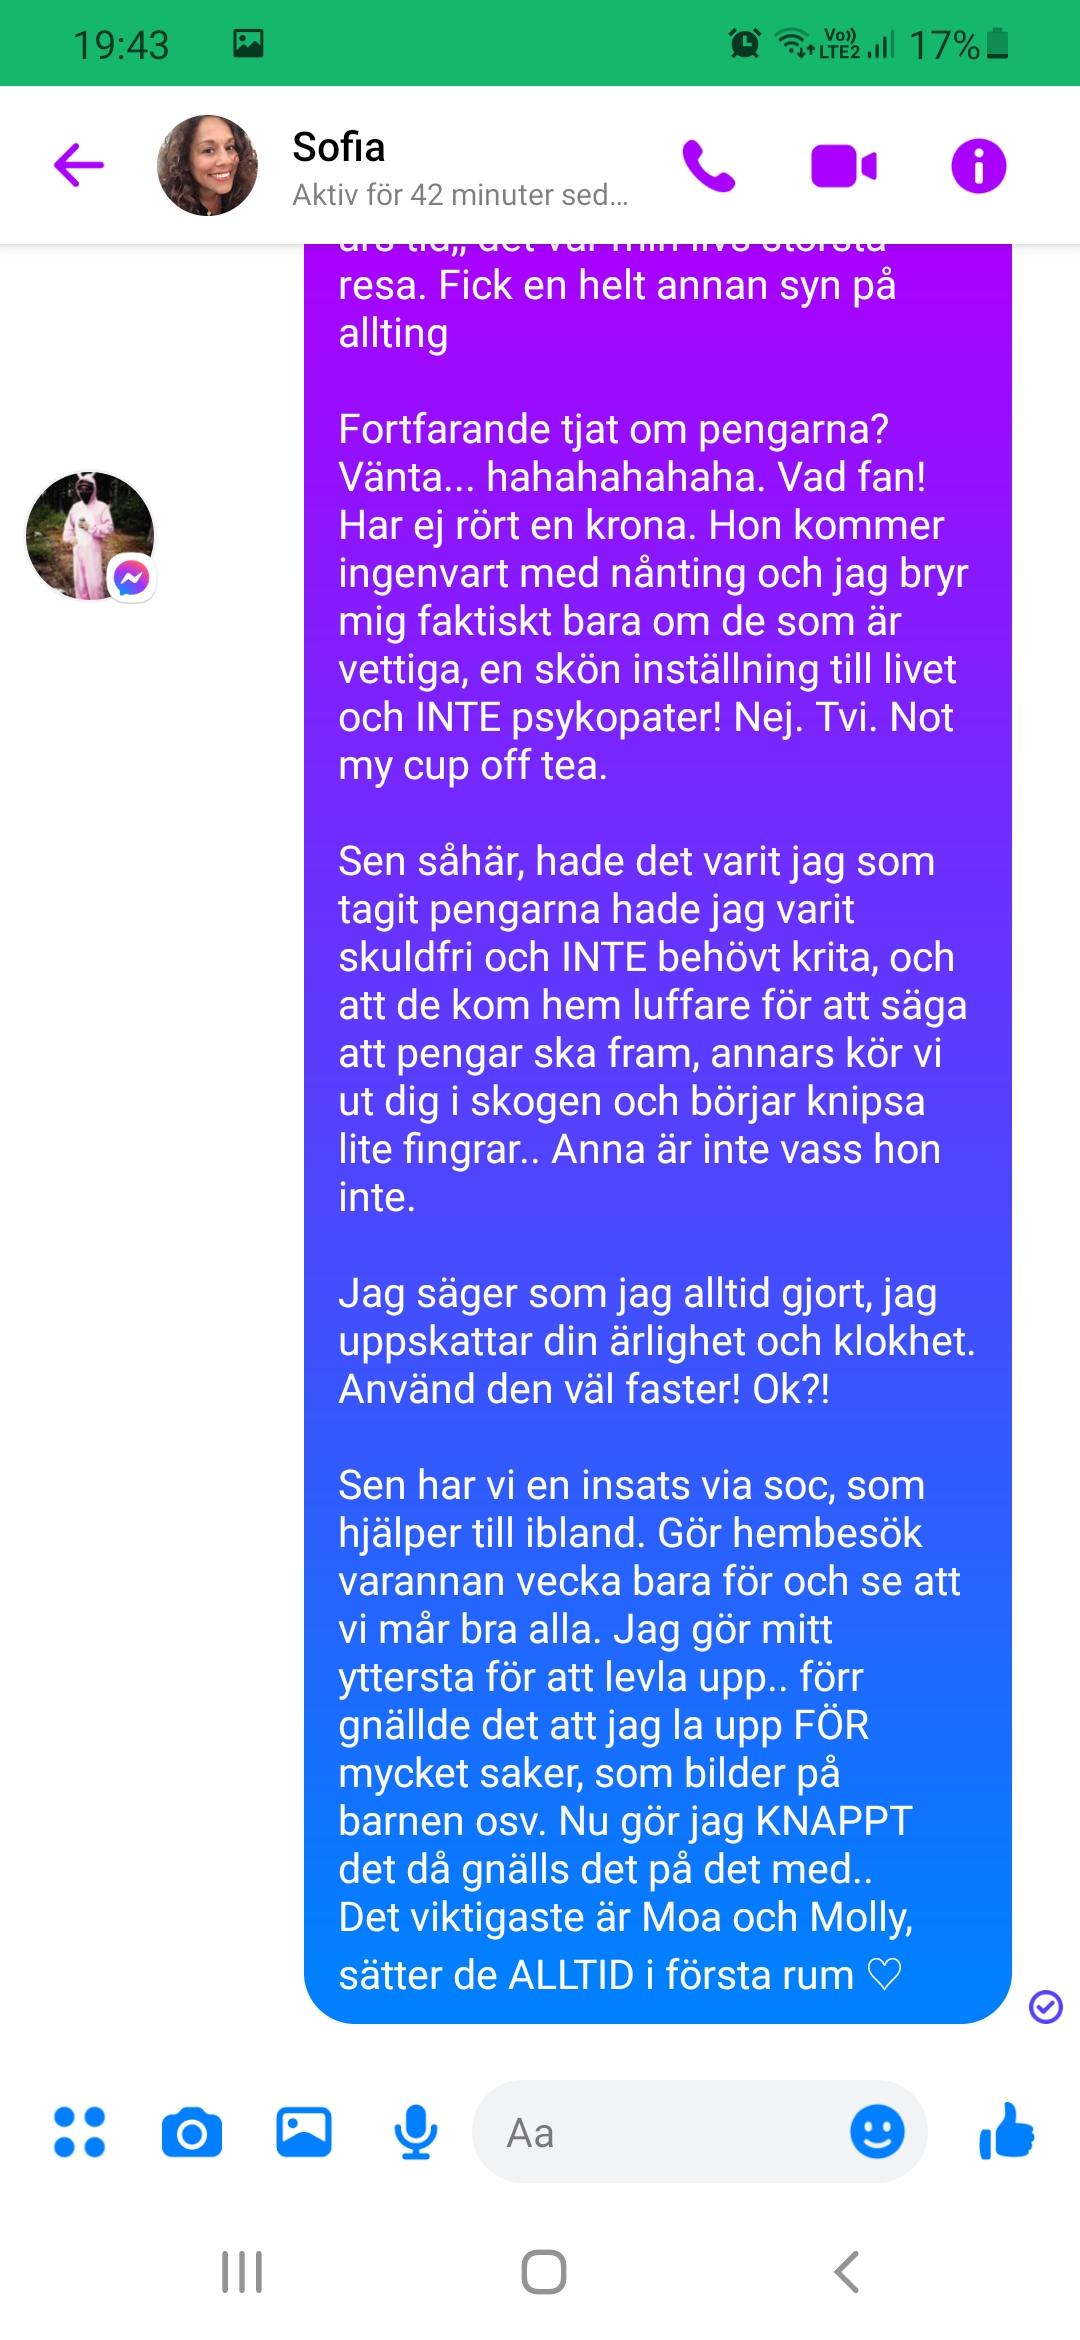 19:43
Vo))
LTE2
17%
Sofia
Aktiv för 42 minuter sed...
års tid,, det var min livs största
resa. Fick en helt annan syn på
allting
Fortfarande tjat om pengarna?
Vänta... hahahahahaha. Vad fan!
Har ej rört en krona. Hon kommer
ingenvart med nånting och jag bryr
mig faktiskt bara om de som är
vettiga, en skön inställning till livet
och INTE psykopater! Nej. Tvi. Not
my cup off tea.
Sen såhär, hade det varit jag som
tagit pengarna hade jag varit
skuldfri och INTE behövt krita, och
att de kom hem luffare för att säga
att pengar ska fram, annars kör vi
ut dig i skogen och börjar knipsa
lite fingrar.. Anna är inte vass hon
inte.
Jag säger som jag alltid gjort, jag
uppskattar din ärlighet och klokhet.
Använd den väl faster! Ok?!
Sen har vi en insats via soc, som
hjälper till ibland. Gör hembesök
varannan vecka bara för och se att
vi mår bra alla. Jag gör mitt
yttersta för att levla upp.. förr
gnällde det att jag la upp FÖR
mycket saker, som bilder på
barnen osv. Nu gör jag KNAPPT
det då gnälls det på det med..
Det viktigaste är Moa och Molly,
sätter de ALLTID i första rum ♡
Aa